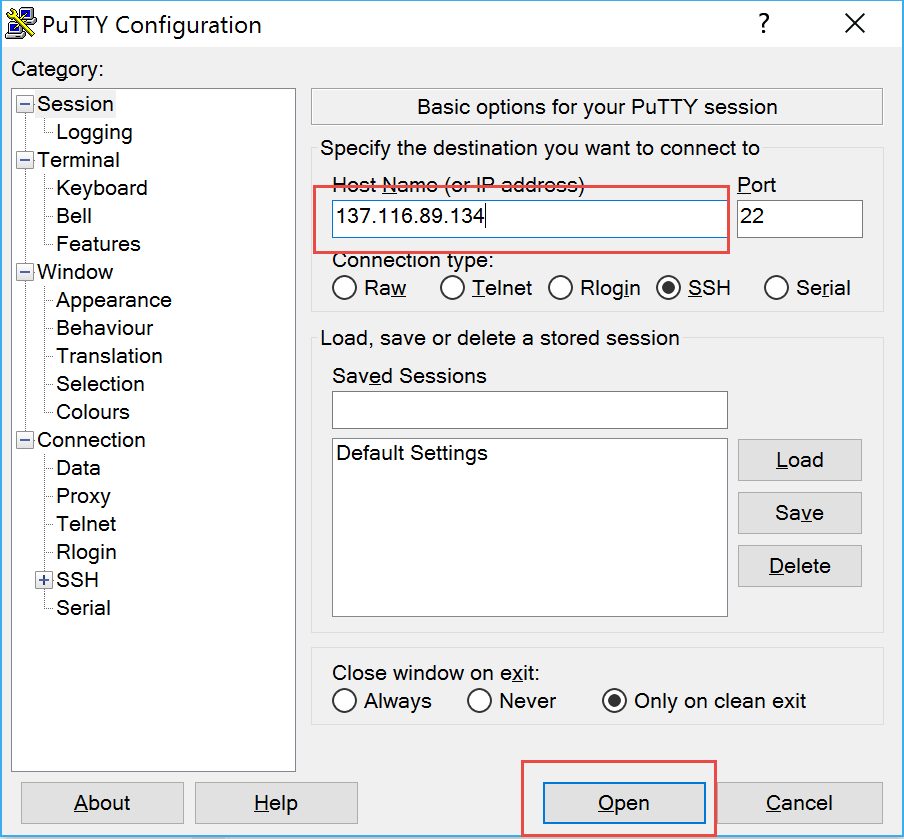 PuTTY Configuration
?
Category:
Session
Logging
Terminal
Keyboard
Bell
Features
Window
Appearance
Behaviour
Translation
Selection
Colours
Connection
Data
Proxy
Telnet
Rlogin
SSH
Serial
Basic options for your PuTTY session
Specify the destination you want to connect to
Host Name (or IP address) Port
137.116.89.134 22
Connection type:
Raw Telnet Rlogin SSH Serial
Load, save or delete a stored session
Saved Sessions
Default Settings
Load
Save
Delete
Close window on exit:
Always Never Only on clean exit
About Help Open Cancel